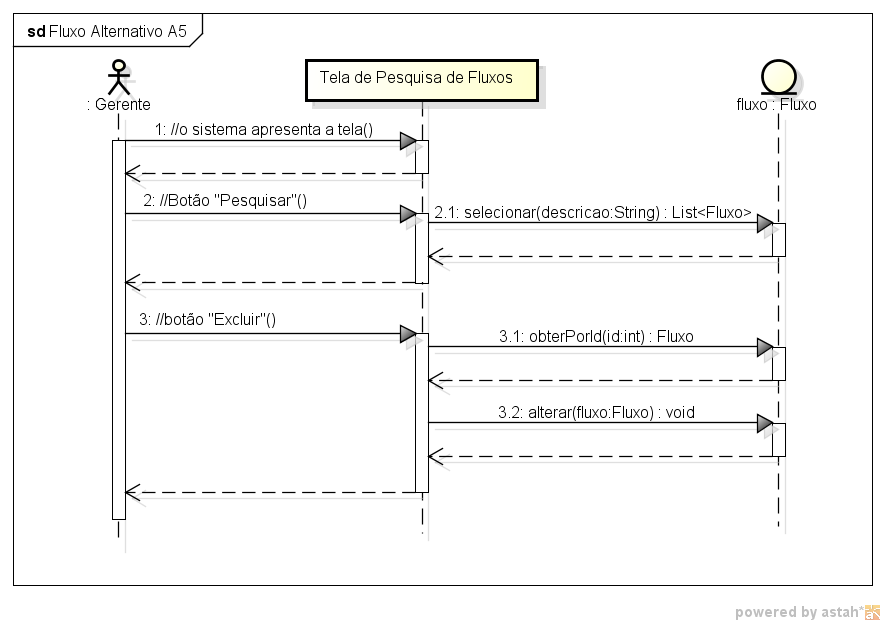 sd Fluxo Alternativo A5
Tela de Pesquisa de Fluxos
: Gerente
fluxo : Fluxo
1: //o sistema apresenta a tela()
2: //Botão "Pesquisar"()
2.1: selecionar(descricao:String) : List<Fluxo>
3: //botão "Excluir"()
3.1: obterPorId(id:int) : Fluxo
3.2: alterar(fluxo:Fluxo) : void
powered by astah*